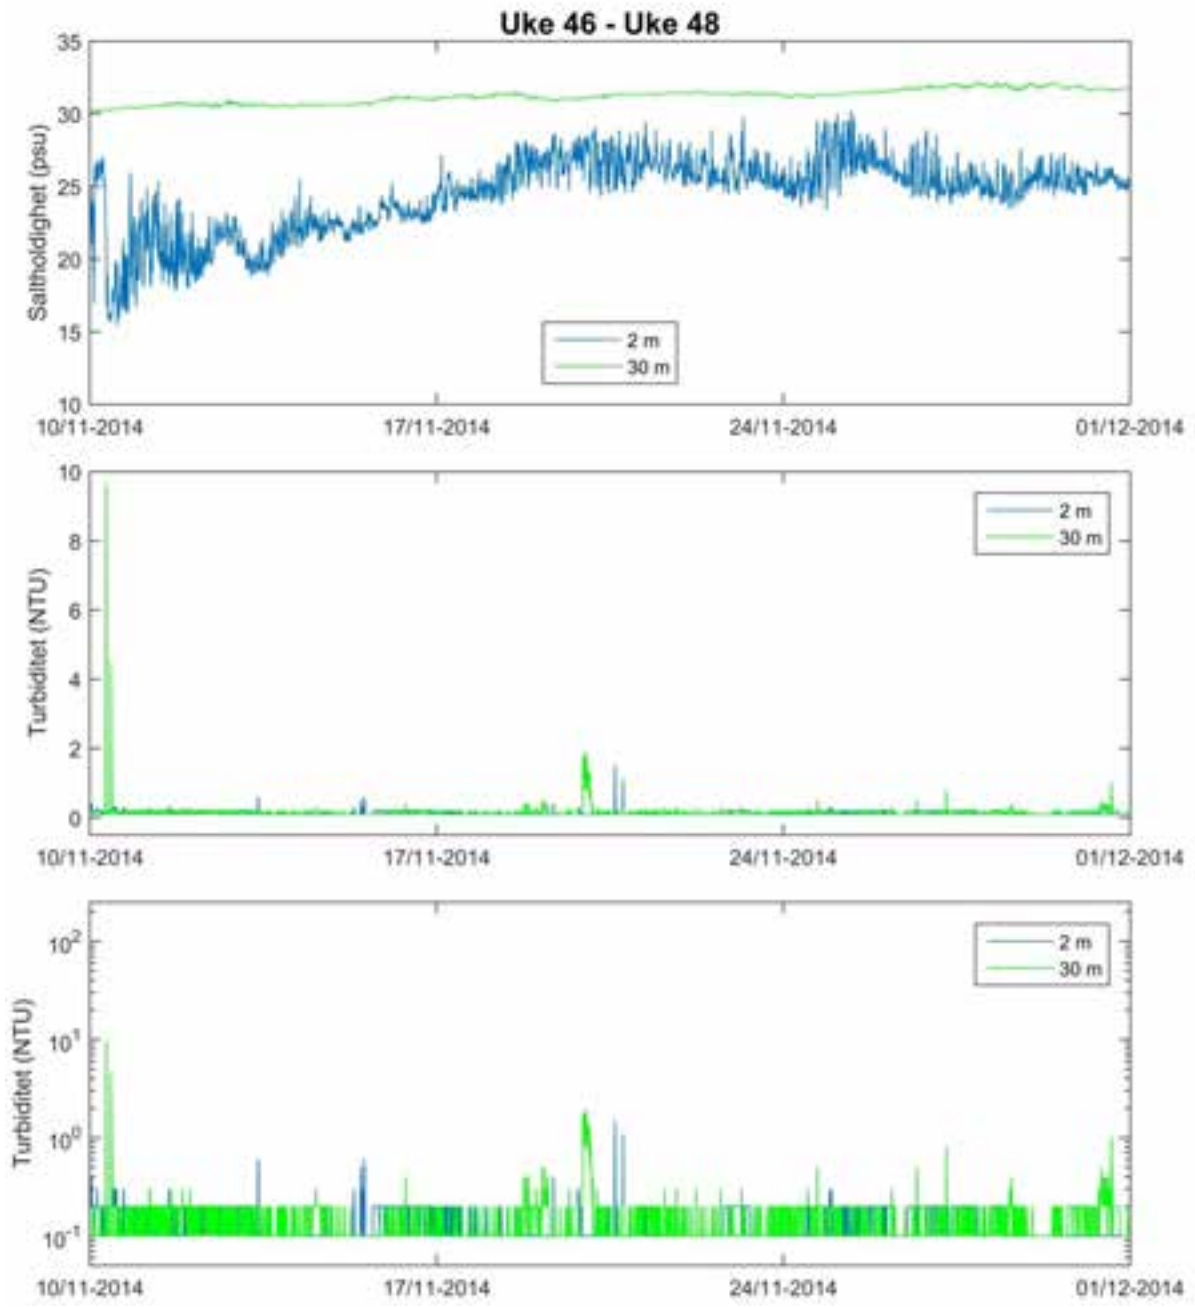 Uke 46 - Uke 48
35
30
25
20
15
10
Saltholdighet (psu)
2 m
30 m
10/11-2014 17/11-2014 24/11-2014 01/12-2014
10
8
6
4
2
0
Turbiditet (NTU)
2 m
30 m
10/11-2014 17/11-2014 24/11-2014 01/12-2014
10²
10¹
10⁰
10⁻¹
Turbiditet (NTU)
2 m
30 m
10/11-2014 17/11-2014 24/11-2014 01/12-2014